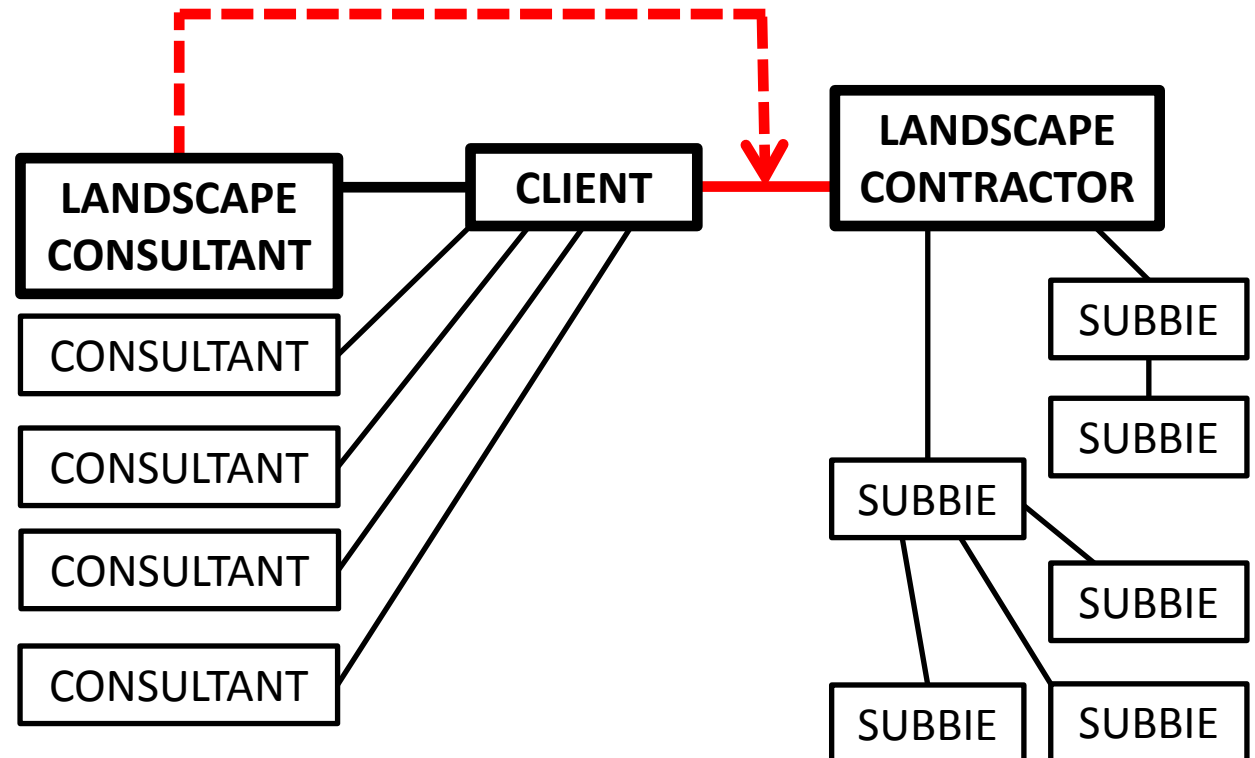 LANDSCAPE
CONSULTANT
CLIENT
LANDSCAPE
CONTRACTOR
CONSULTANT
CONSULTANT
CONSULTANT
CONSULTANT
SUBBIE
SUBBIE
SUBBIE
SUBBIE
SUBBIE
SUBBIE